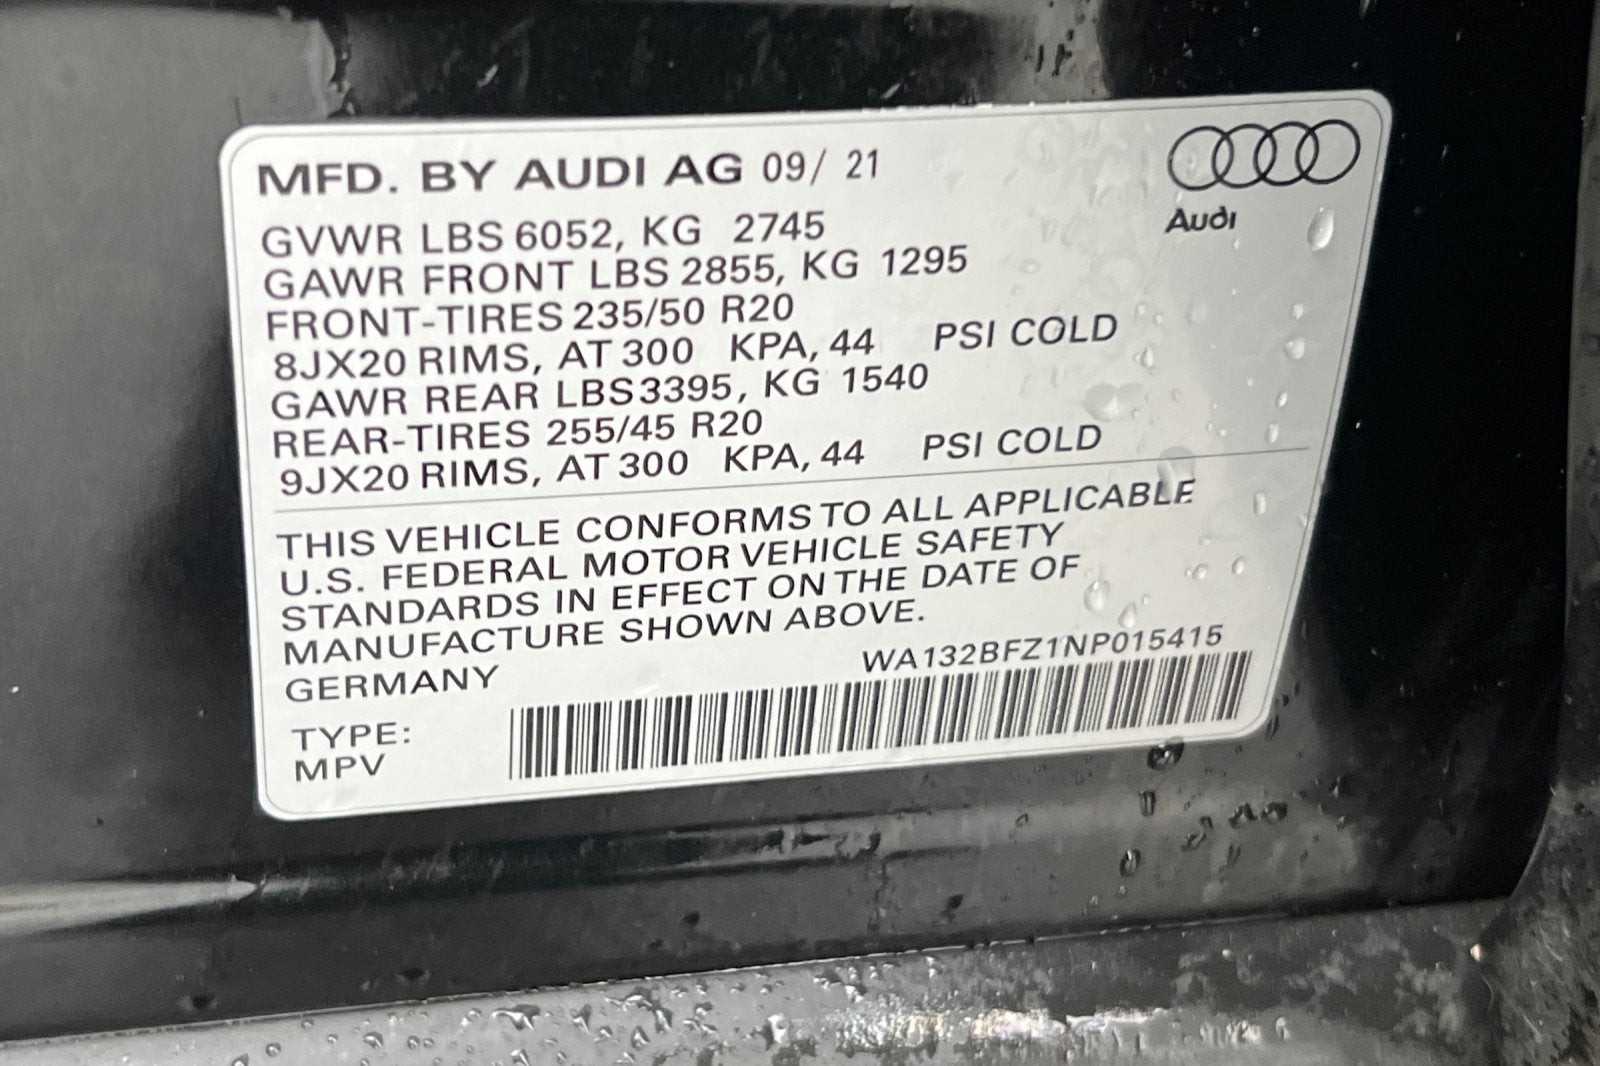 MFD. BY AUDI AG 09/ 21
Audi
GVWR LBS 6052, KG 2745
GAWR FRONT LBS 2855, KG 1295
FRONT-TIRES 235/50 R20
8JX20 RIMS, AT 300 KPA, 44 PSI COLD
GAWR REAR LBS3395, KG 1540
REAR-TIRES 255/45 R20
9JX20 RIMS, AT 300 KPA, 44 PSI COLD
THIS VEHICLE CONFORMS TO ALL APPLICABLE
U.S. FEDERAL MOTOR VEHICLE SAFETY
STANDARDS IN EFFECT ON THE DATE OF
MANUFACTURE SHOWN ABOVE.
GERMANY
WA132BFZ1NP015415
TYPE:
MPV